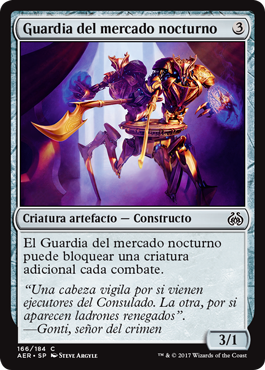 Guardia del mercado nocturno 3
Criatura artefacto — Constructo
El Guardia del mercado nocturno
puede bloquear una criatura
adicional cada combate.
“Una cabeza vigila por si vienen
ejecutores del Consulado. La otra, por si
aparecen ladrones renegados”.
—Gonti, señor del crimen
3/1
166/184 C
AER • SP Steve Argyle
™ & © 2017 Wizards of the Coast